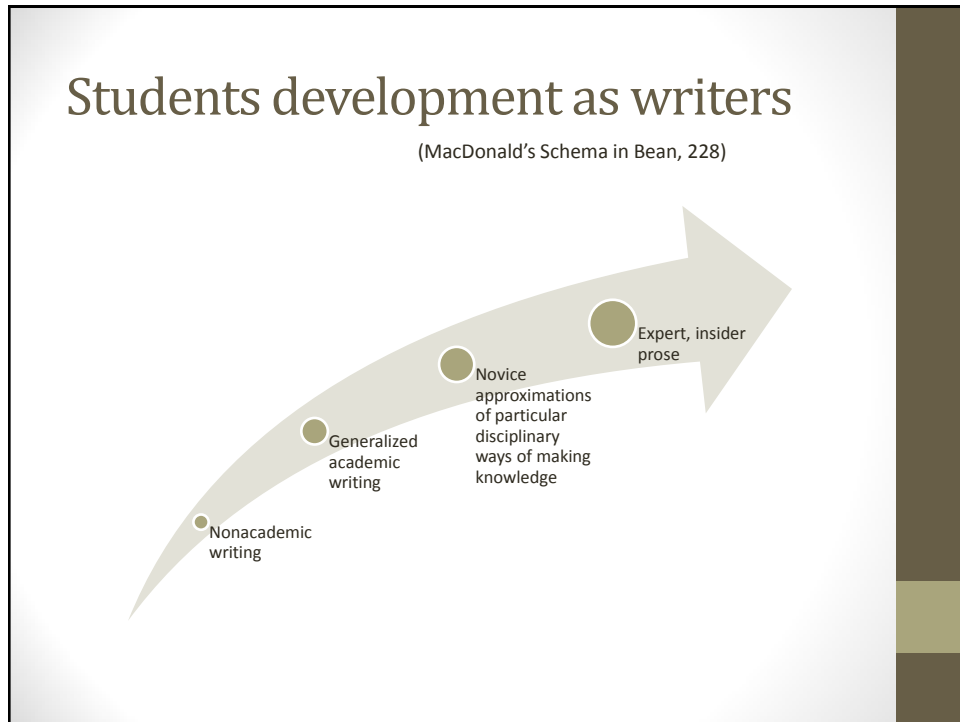 Students development as writers
(MacDonald’s Schema in Bean, 228)
Nonacademic
writing
Generalized
academic
writing
Novice
approximations
of particular
disciplinary
ways of making
knowledge
Expert, insider
prose